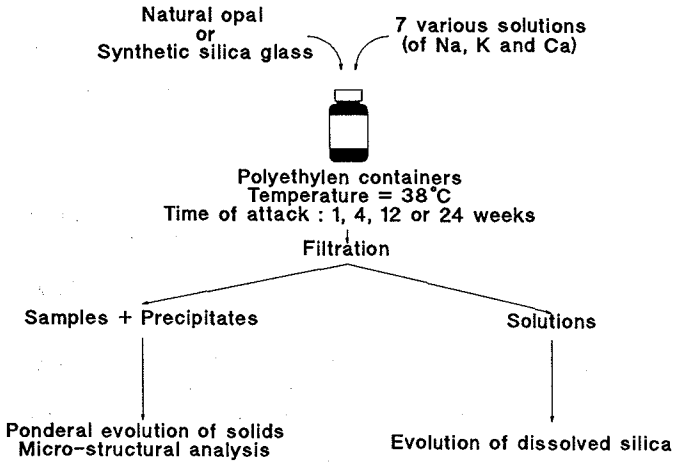 Natural opal
or
Synthetic silica glass
7 various solutions
(of Na, K and Ca)
Polyethylen containers
Temperature = 38°C
Time of attack : 1, 4, 12 or 24 weeks
Filtration
Samples + Precipitates
Solutions
Ponderal evolution of solids
Micro-structural analysis
Evolution of dissolved silica